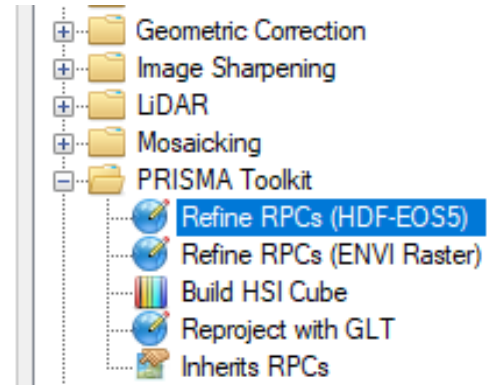 Geometric Correction
Image Sharpening
LiDAR
Mosaicking
PRISMA Toolkit
Refine RPCs (HDF-EOS5)
Refine RPCs (ENVI Raster)
Build HSI Cube
Reproject with GLT
Inherits RPCs